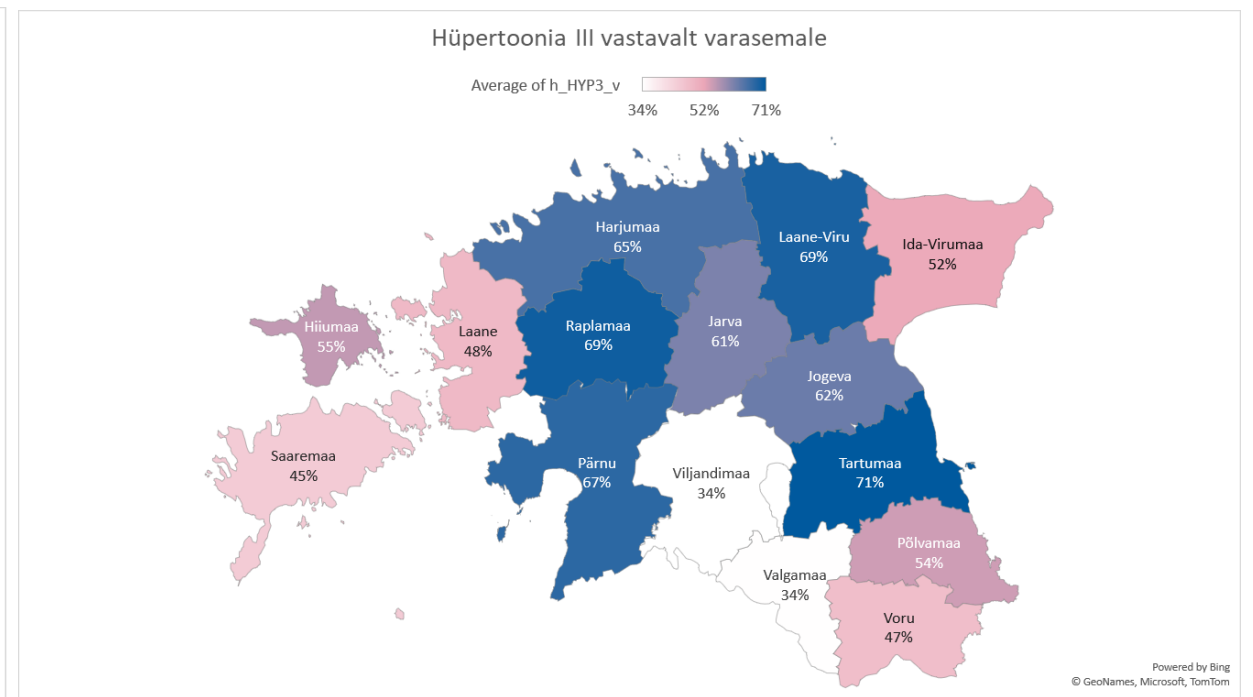 Hüpertoonia III vastavalt varasemale
Average of h_HYP3_v
34% 52% 71%
Harjumaa
65%
Laane-Viru
69%
Ida-Virumaa
52%
Hiiumaa
55%
Laane
48%
Raplamaa
69%
Jarva
61%
Jogeva
62%
Saaremaa
45%
Pärnu
67%
Viljandimaa
34%
Tartumaa
71%
Põlvamaa
54%
Valgamaa
34%
Voru
47%
Powered by Bing
© GeoNames, Microsoft, TomTom